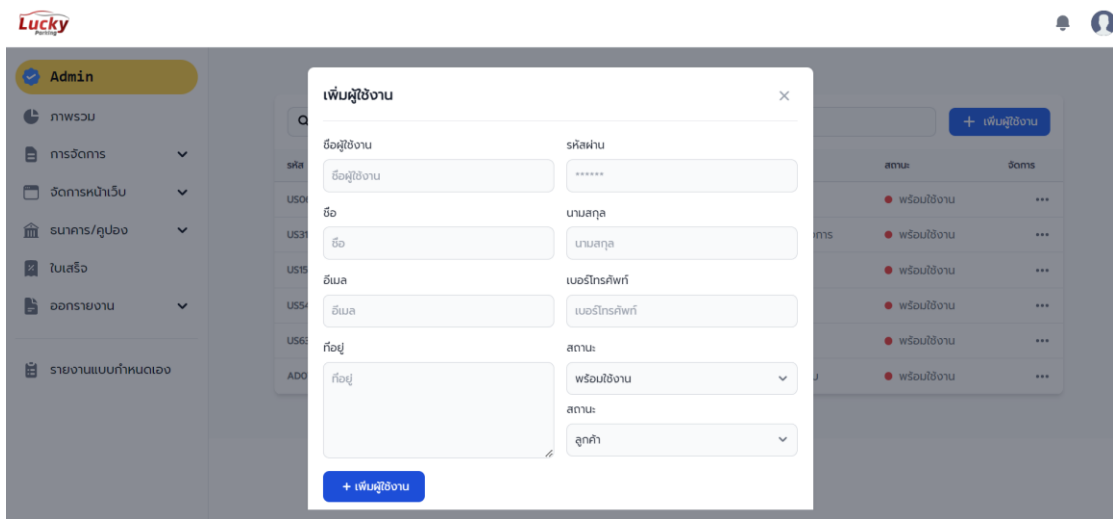 Lucky
Parking
Admin
ภาพรวม
การจัดการ
จัดการหน้าเว็บ
ธนาคาร/คูปอง
ใบเสร็จ
ออกรายงาน
รายงานแบบกำหนดเอง
+ เพิ่มผู้ใช้งาน
รหัส สถานะ จัดการ
พร้อมใช้งาน
US31 พร้อมใช้งาน
US15 พร้อมใช้งาน
US54 พร้อมใช้งาน
US63 พร้อมใช้งาน
พร้อมใช้งาน
เพิ่มผู้ใช้งาน
ชื่อผู้ใช้งาน รหัสผ่าน
ชื่อผู้ใช้งาน ******
ชื่อ นามสกุล
ชื่อ นามสกุล
อีเมล เบอร์โทรศัพท์
อีเมล เบอร์โทรศัพท์
ที่อยู่ สถานะ
ที่อยู่ พร้อมใช้งาน
สถานะ
ลูกค้า
+ เพิ่มผู้ใช้งาน